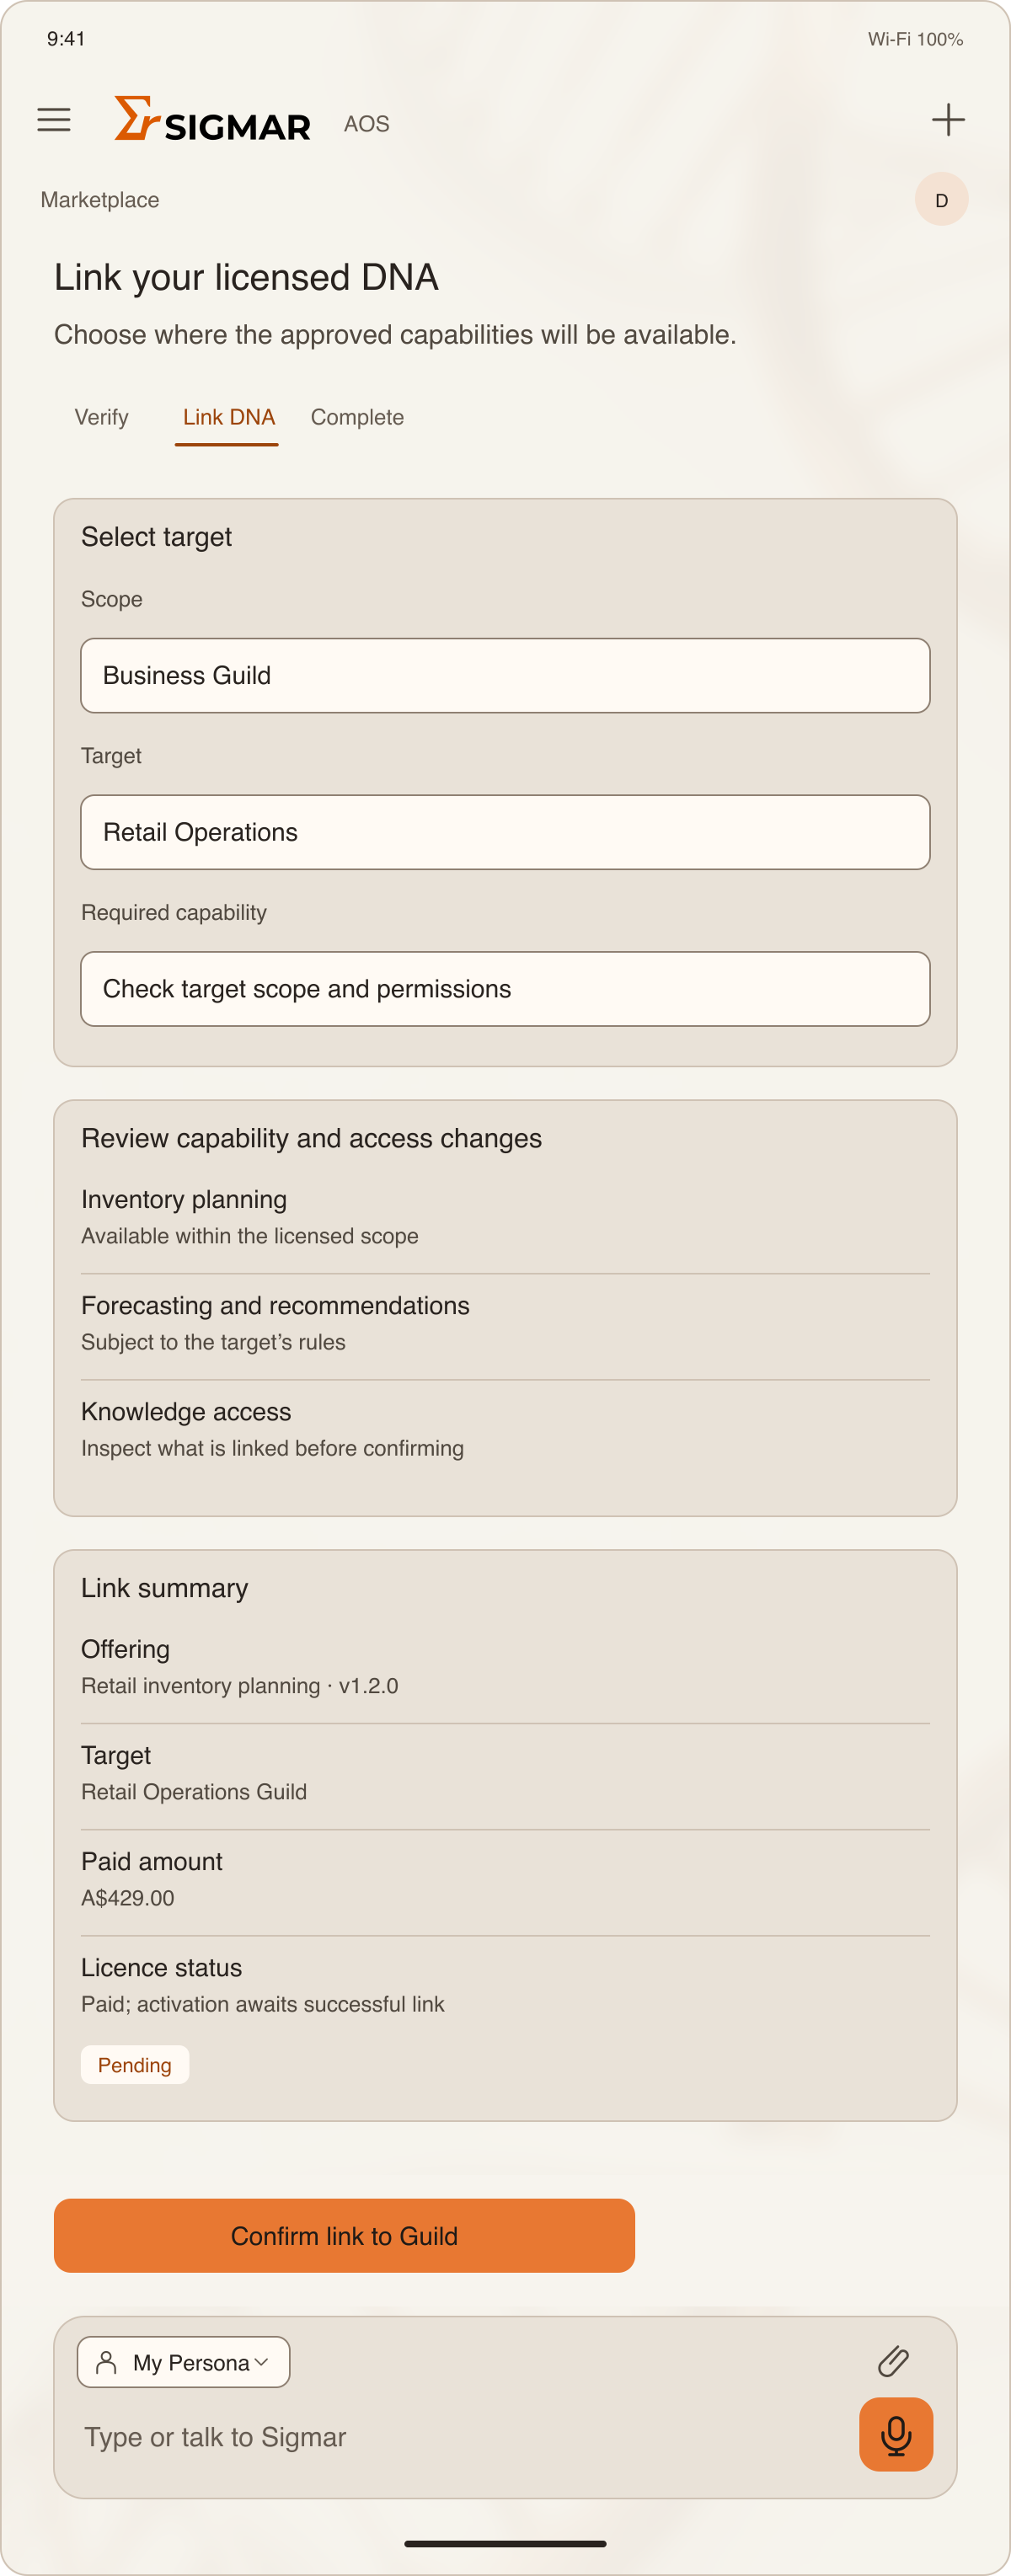 9:41
Wi-Fi 100%
Σr SIGMAR AOS
Marketplace
D
Link your licensed DNA
Choose where the approved capabilities will be available.
Verify
Link DNA
Complete
Select target
Scope
Business Guild
Target
Retail Operations
Required capability
Check target scope and permissions
Review capability and access changes
Inventory planning
Available within the licensed scope
Forecasting and recommendations
Subject to the target’s rules
Knowledge access
Inspect what is linked before confirming
Link summary
Offering
Retail inventory planning · v1.2.0
Target
Retail Operations Guild
Paid amount
A$429.00
Licence status
Paid; activation awaits successful link
Pending
Confirm link to Guild
My Persona
Type or talk to Sigmar